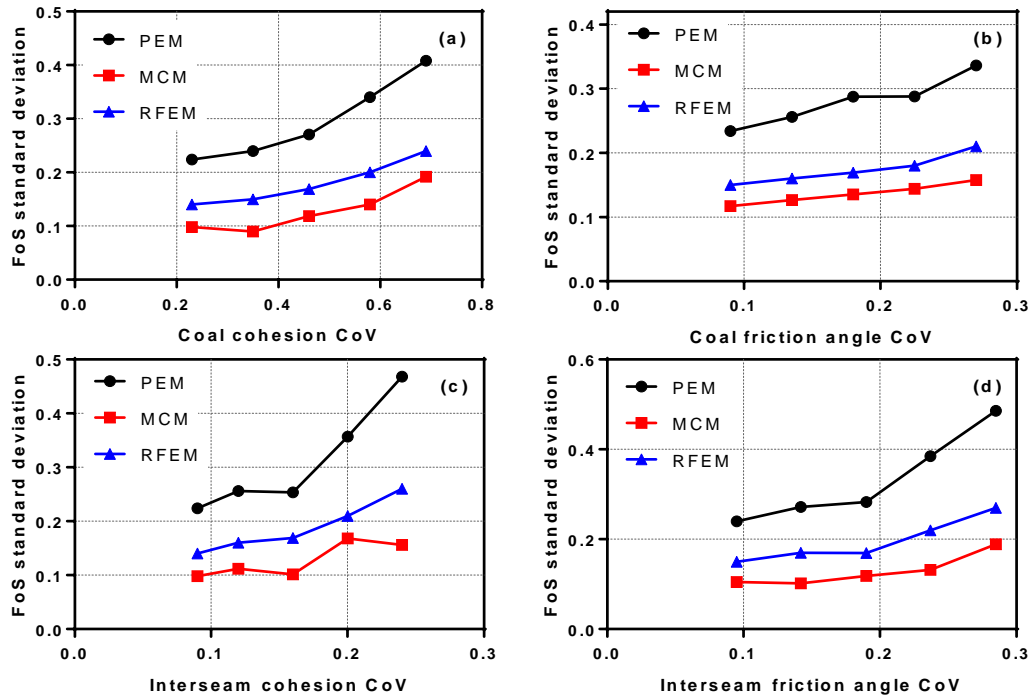 FoS standard deviation
0.5
0.4
0.3
0.2
0.1
0.0
PEM
MCM
RFEM
(a)
0.0 0.2 0.4 0.6 0.8
Coal cohesion CoV
FoS standard deviation
0.4
0.3
0.2
0.1
0.0
PEM
MCM
RFEM
(b)
0.0 0.1 0.2 0.3
Coal friction angle CoV
FoS standard deviation
0.5
0.4
0.3
0.2
0.1
0.0
PEM
MCM
RFEM
(c)
0.0 0.1 0.2 0.3
Interseam cohesion CoV
FoS standard deviation
0.6
0.4
0.2
0.0
PEM
MCM
RFEM
(d)
0.0 0.1 0.2 0.3
Interseam friction angle CoV